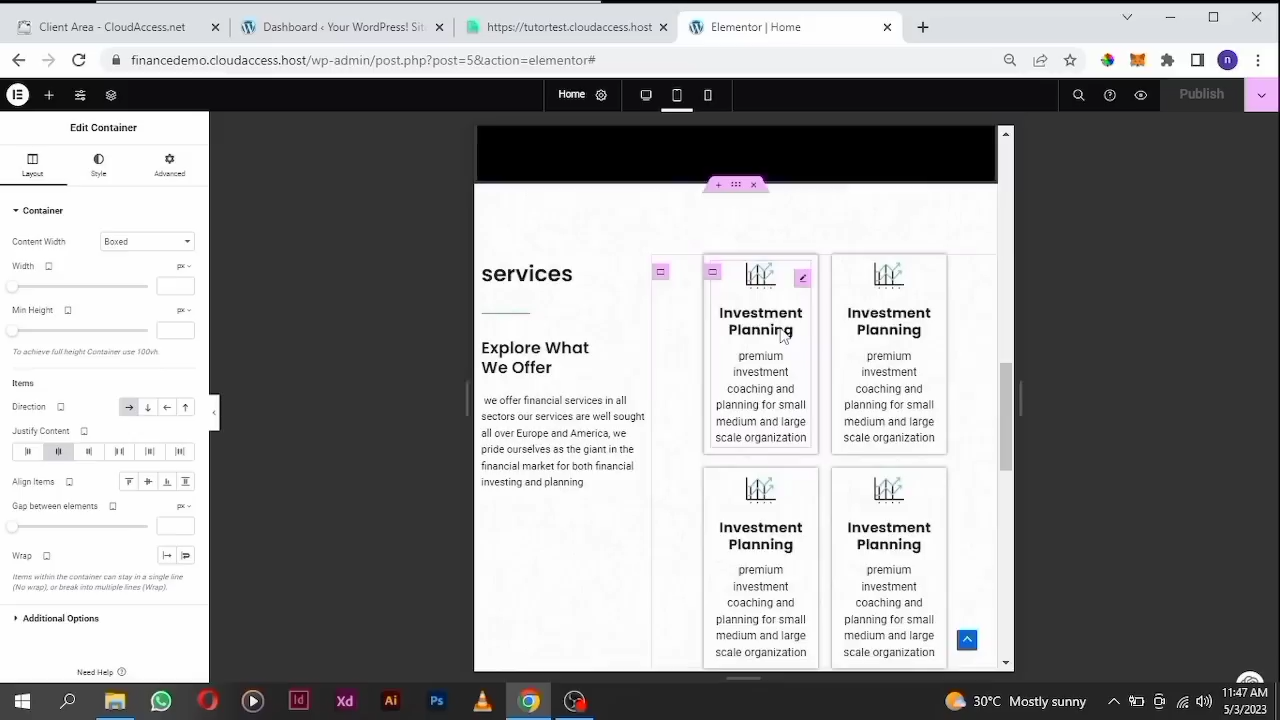 Client Area - CloudAccess.net
Dashboard ‹ Your WordPress! Si
https://tutortest.cloudaccess.host
Elementor | Home
financedemo.cloudaccess.host/wp-admin/post.php?post=5&action=elementor#
n
Home
Publish
Edit Container
Layout
Style
Advanced
Container
Content Width
Boxed
Width
px
Min Height
px
To achieve full height Container use 100vh.
Items
Direction
Justify Content
Align Items
Gap between elements
px
Wrap
Items within the container can stay in a single line
(No wrap), or break into multiple lines (Wrap).
Additional Options
Need Help
services
Explore What
We Offer
we offer financial services in all
sectors our services are well sought
all over Europe and America, we
pride ourselves as the giant in the
financial market for both financial
investing and planning
Investment
Planning
premium
investment
coaching and
planning for small
medium and large
scale organization
Investment
Planning
premium
investment
coaching and
planning for small
medium and large
scale organization
Investment
Planning
premium
investment
coaching and
planning for small
medium and large
scale organization
Investment
Planning
premium
investment
coaching and
planning for small
medium and large
scale organization
Id
Xd
Ai
Ps
30°C Mostly sunny
11:47 AM
5/3/2023